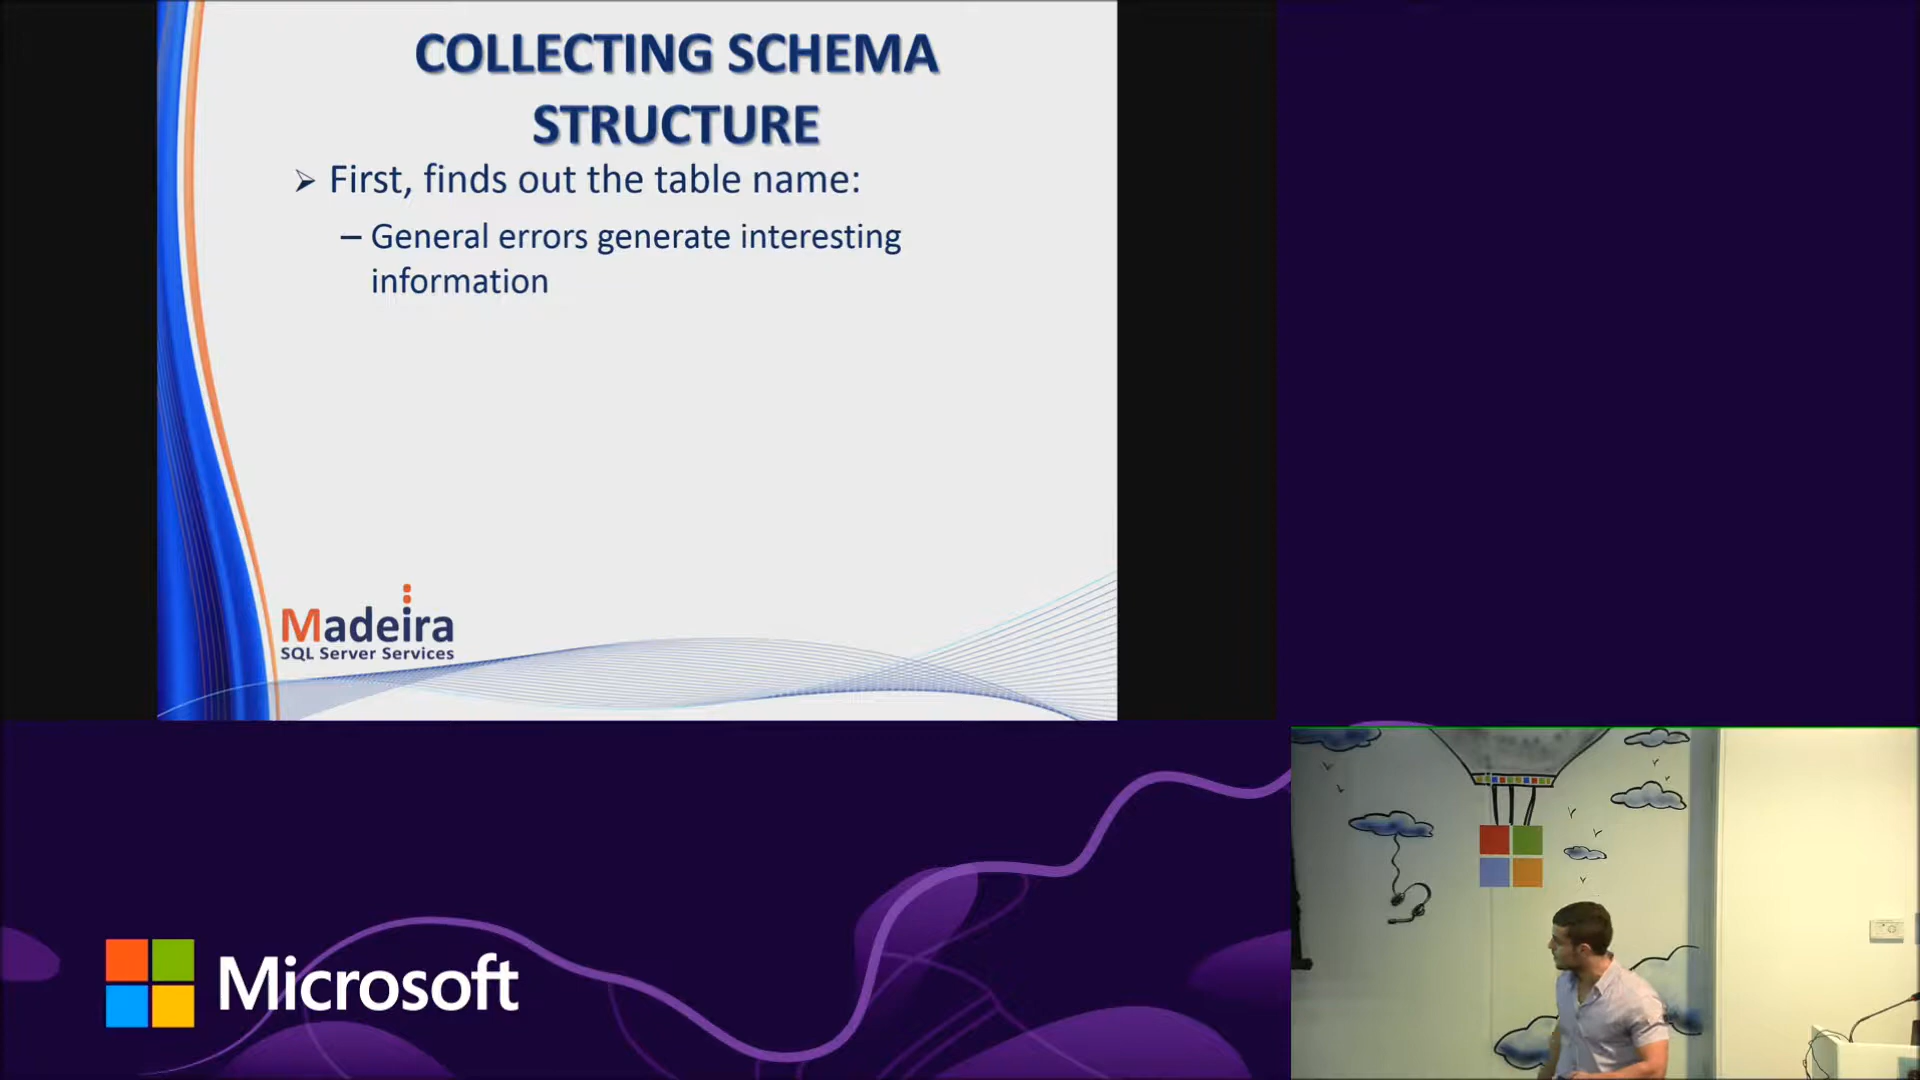 COLLECTING SCHEMA
STRUCTURE
➢ First, finds out the table name:
– General errors generate interesting
information
Madeira
SQL Server Services
Microsoft